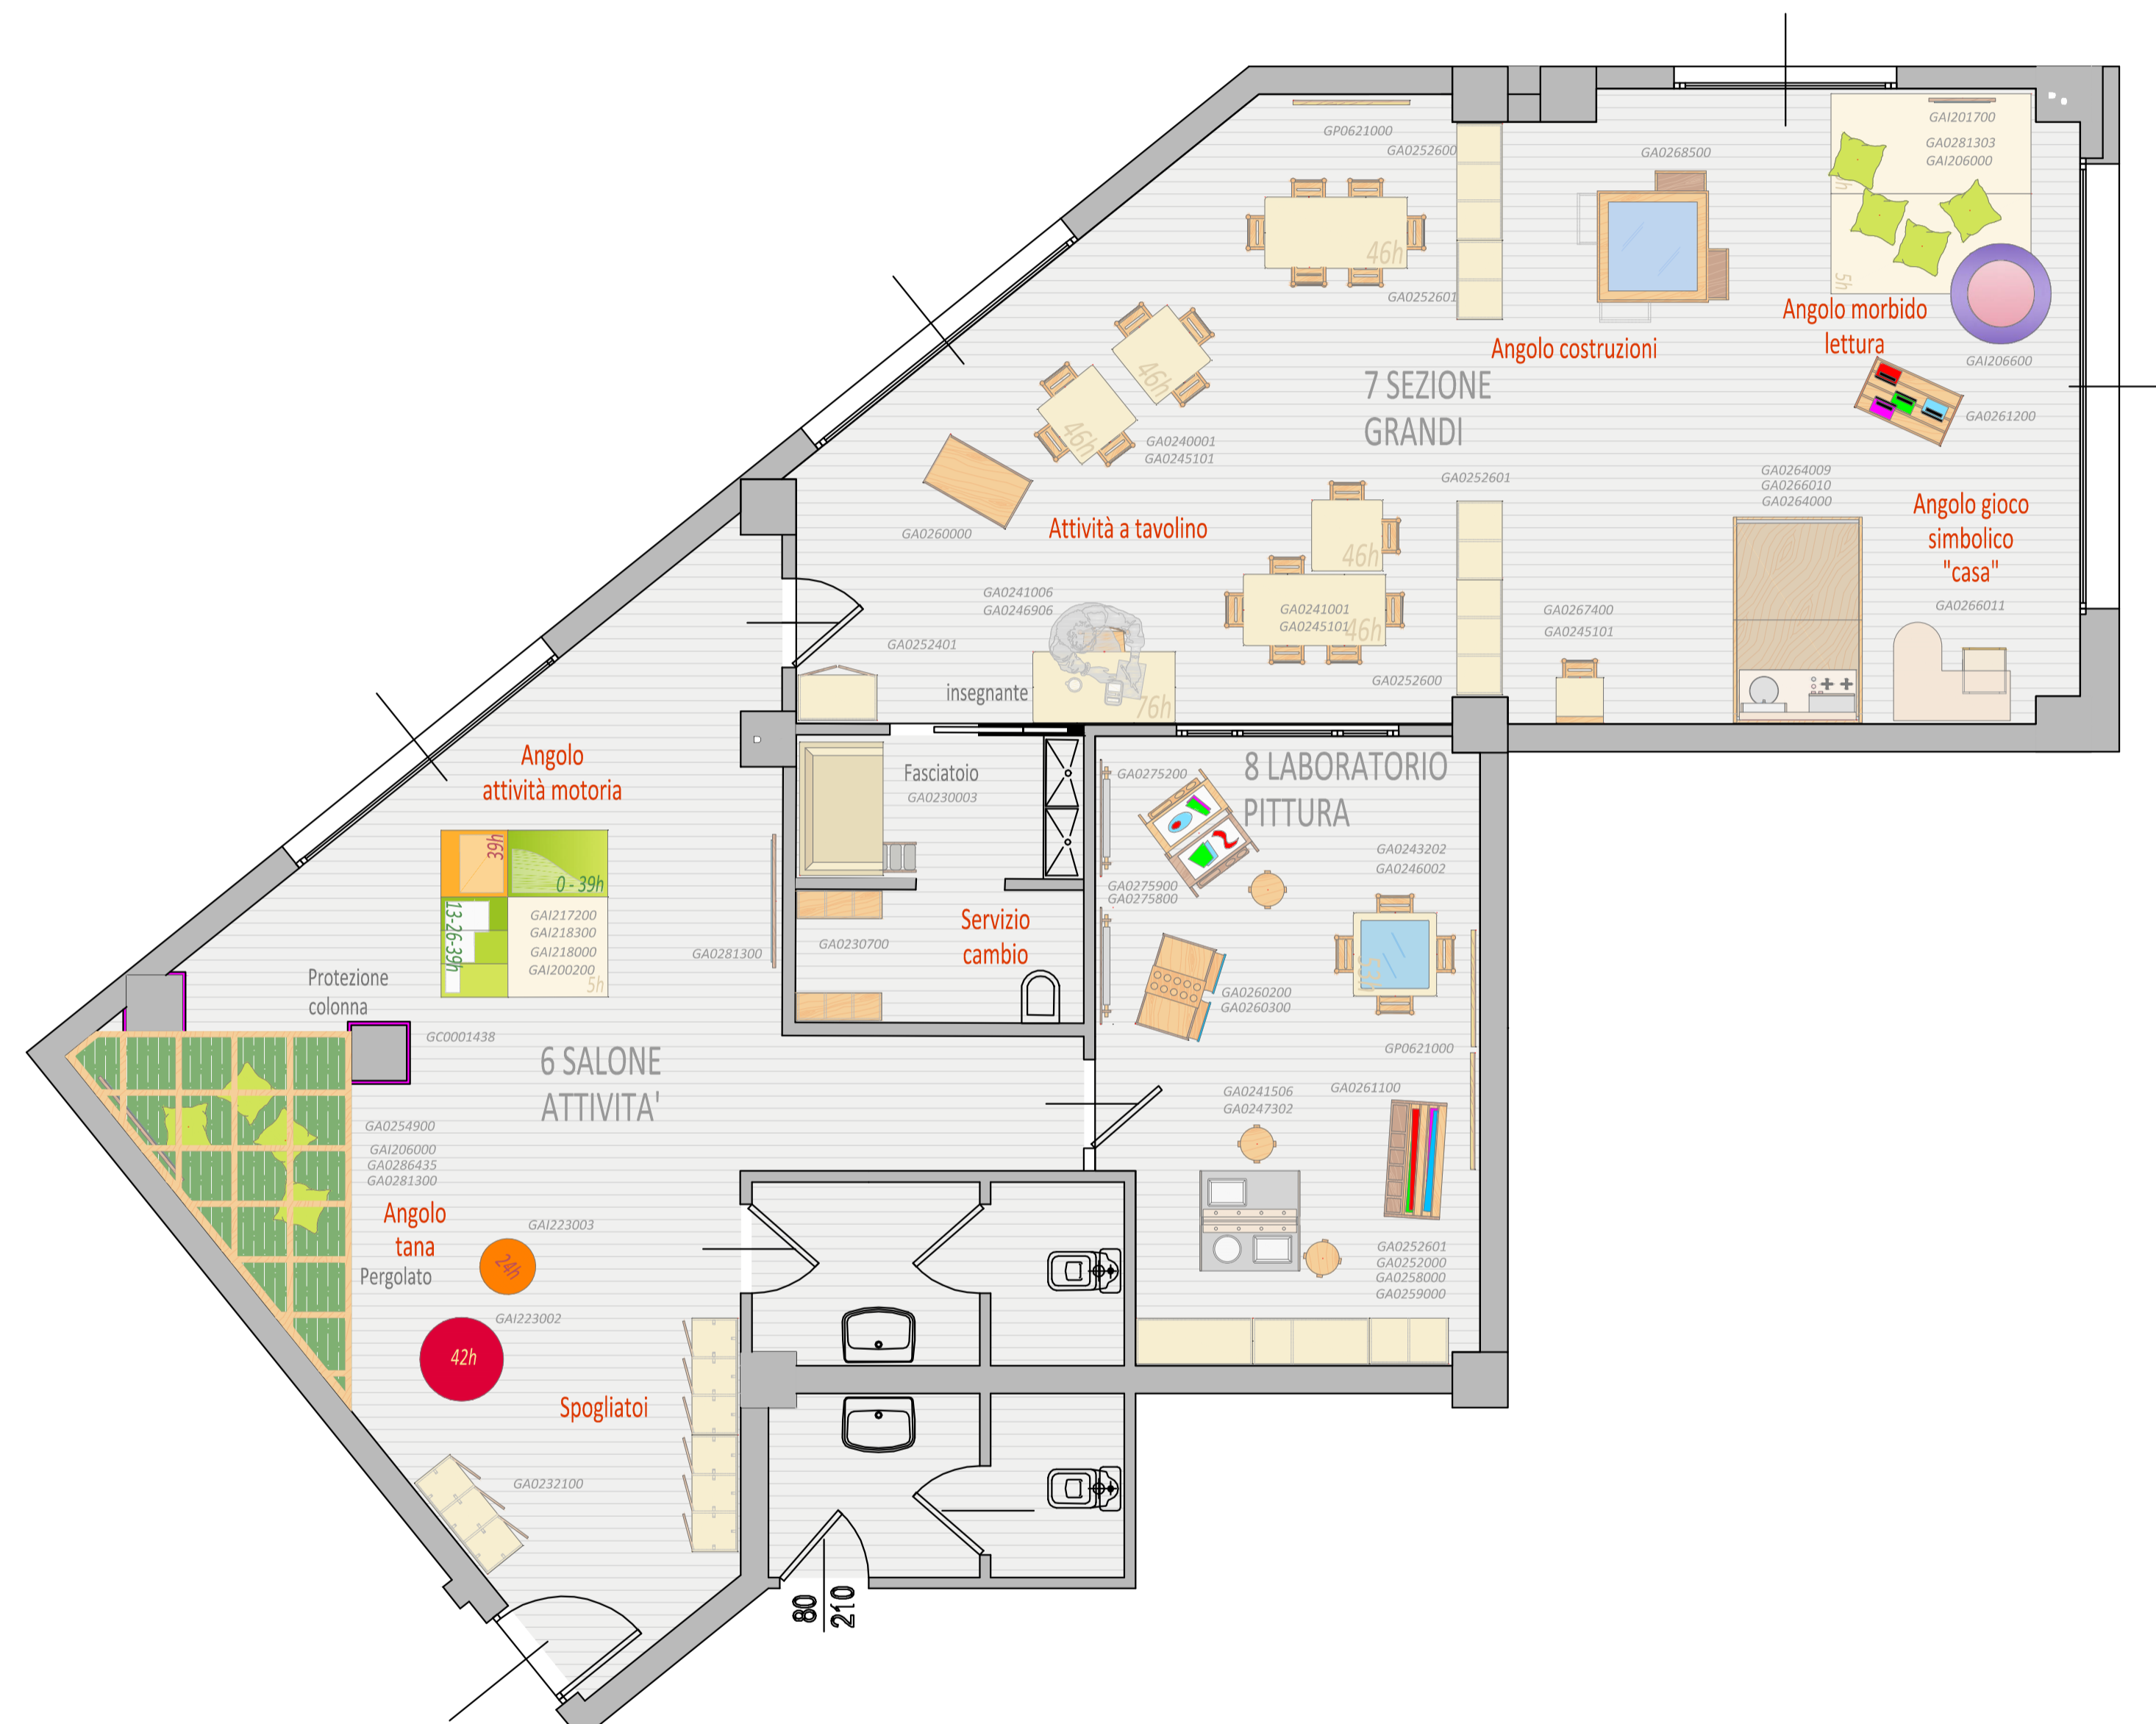 GP0621000
GA0252600
GA0268500
GAI201700
GA0281303
GAI206000
46h
5h
GA0252601
Angolo morbido
lettura
Angolo costruzioni
GAI206600
7 SEZIONE
GRANDI
GA0261200
46h
46h
GA0240001
GA0245101
GA0252601
GA0264009
GA0266010
GA0264000
Angolo gioco
simbolico
"casa"
GA0260000
Attività a tavolino
46h
GA0241006
GA0246906
GA0241001
GA0245101
46h
GA0267400
GA0245101
GA0266011
GA0252401
GA0252600
insegnante
76h
Angolo
attività motoria
Fasciatoio
GA0230003
GA0275200
8 LABORATORIO
PITTURA
39h
0 - 39h
13-26-39h
GAI217200
GAI218300
GAI218000
GAI200200
5h
GA0281300
GA0230700
Servizio
cambio
GA0275900
GA0275800
GA0243202
GA0246002
GA0260200
GA0260300
Protezione
colonna
GC0001438
6 SALONE
ATTIVITA'
GP0621000
GA0241506
GA0247302
GA0261100
GA0254900
GAI206000
GA0286435
GA0281300
Angolo
tana
Pergolato
GAI223003
24h
GAI223002
42h
GA0252601
GA0252000
GA0258000
GA0259000
Spogliatoi
GA0232100
80
210